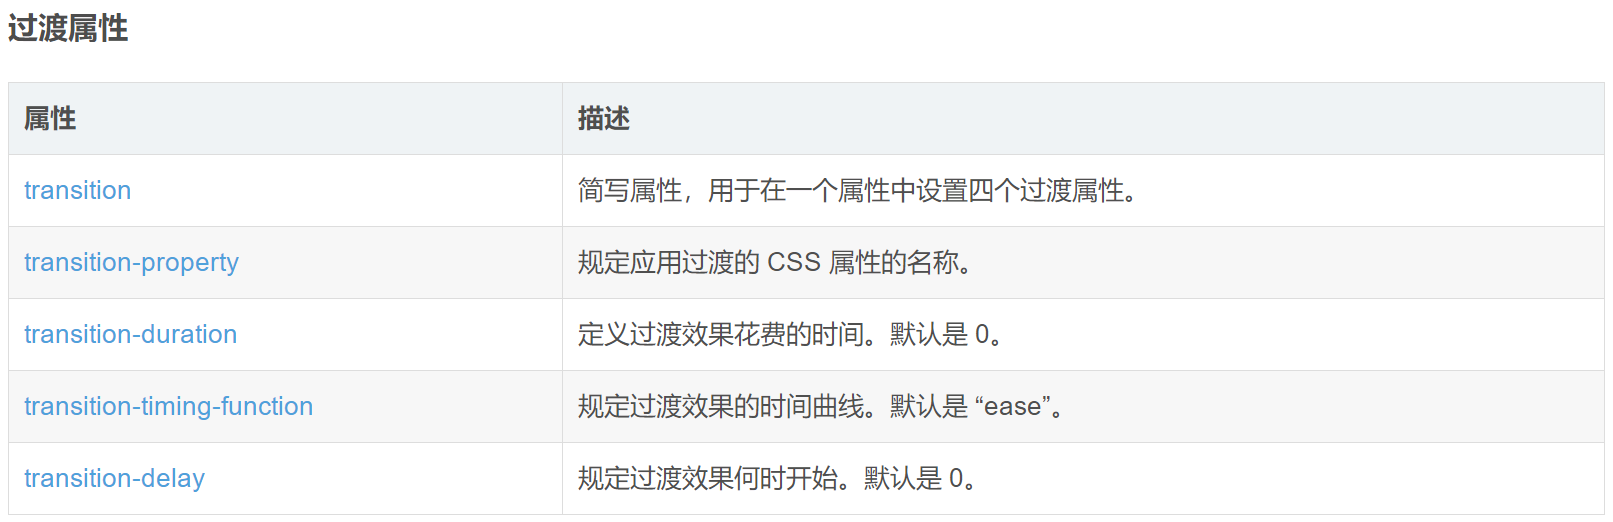 过渡属性
属性 描述
transition 简写属性，用于在一个属性中设置四个过渡属性。
transition-property 规定应用过渡的 CSS 属性的名称。
transition-duration 定义过渡效果花费的时间。默认是 0。
transition-timing-function 规定过渡效果的时间曲线。默认是 “ease”。
transition-delay 规定过渡效果何时开始。默认是 0。